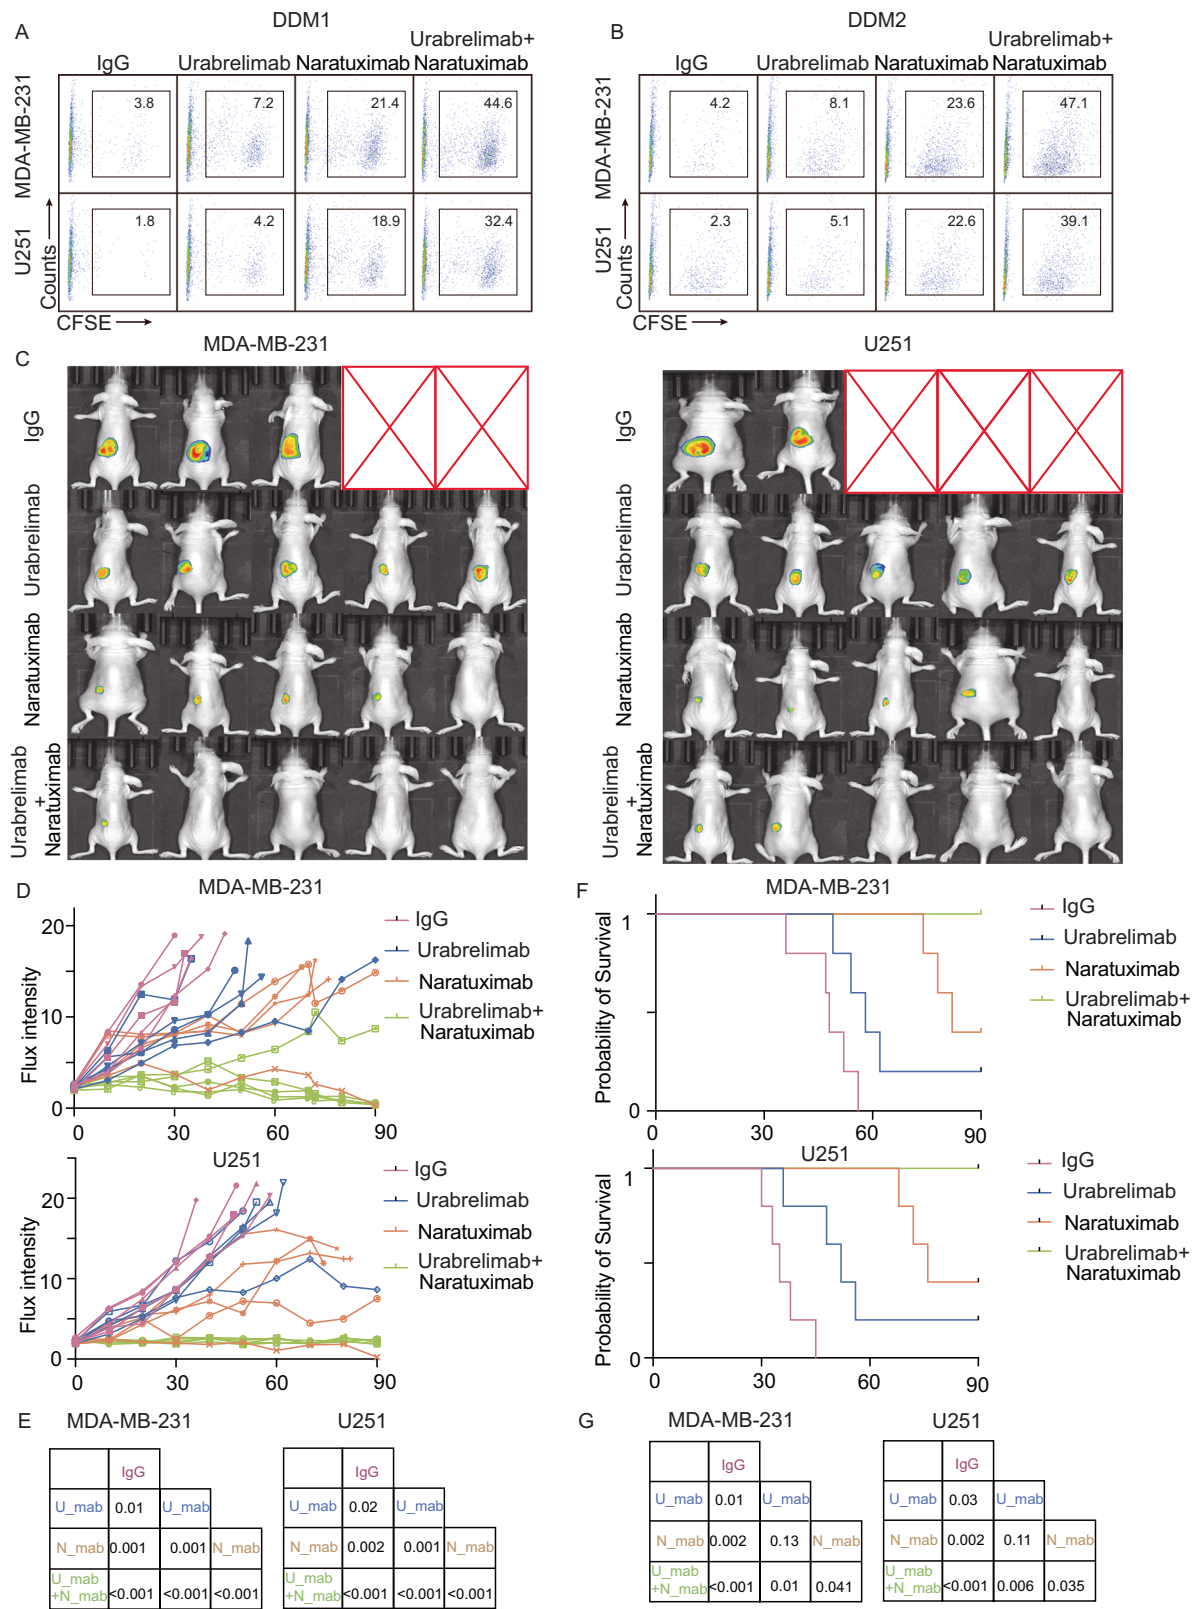 A
DDM1
IgG
Urabrelimab
Naratuximab
Urabrelimab+
Naratuximab
MDA-MB-231
3.8
7.2
21.4
44.6
U251
Counts
1.8
4.2
18.9
32.4
CFSE
B
DDM2
IgG
Urabrelimab
Naratuximab
Urabrelimab+
Naratuximab
MDA-MB-231
4.2
8.1
23.6
47.1
U251
Counts
2.3
5.1
22.6
39.1
CFSE
C
MDA-MB-231
IgG
Urabrelimab
Naratuximab
Urabrelimab
+
Naratuximab
U251
IgG
Urabrelimab
Naratuximab
Urabrelimab
+
Naratuximab
D
MDA-MB-231
Flux intensity
20
10
0
0 30 60 90
IgG
Urabrelimab
Naratuximab
Urabrelimab+
Naratuximab
U251
Flux intensity
20
10
0
0 30 60 90
IgG
Urabrelimab
Naratuximab
Urabrelimab+
Naratuximab
F
MDA-MB-231
Probability of Survival
1
0
0 30 60 90
IgG
Urabrelimab
Naratuximab
Urabrelimab+
Naratuximab
U251
Probability of Survival
1
0
0 30 60 90
IgG
Urabrelimab
Naratuximab
Urabrelimab+
Naratuximab
E
MDA-MB-231
IgG
U_mab 0.01 U_mab
N_mab 0.001 0.001 N_mab
U_mab
+N_mab <0.001 <0.001 <0.001
U251
IgG
U_mab 0.02 U_mab
N_mab 0.002 0.001 N_mab
U_mab
+N_mab <0.001 <0.001 <0.001
G
MDA-MB-231
IgG
U_mab 0.01 U_mab
N_mab 0.002 0.13 N_mab
U_mab
+N_mab <0.001 0.01 0.041
U251
IgG
U_mab 0.03 U_mab
N_mab 0.002 0.11 N_mab
U_mab
+N_mab <0.001 0.006 0.035